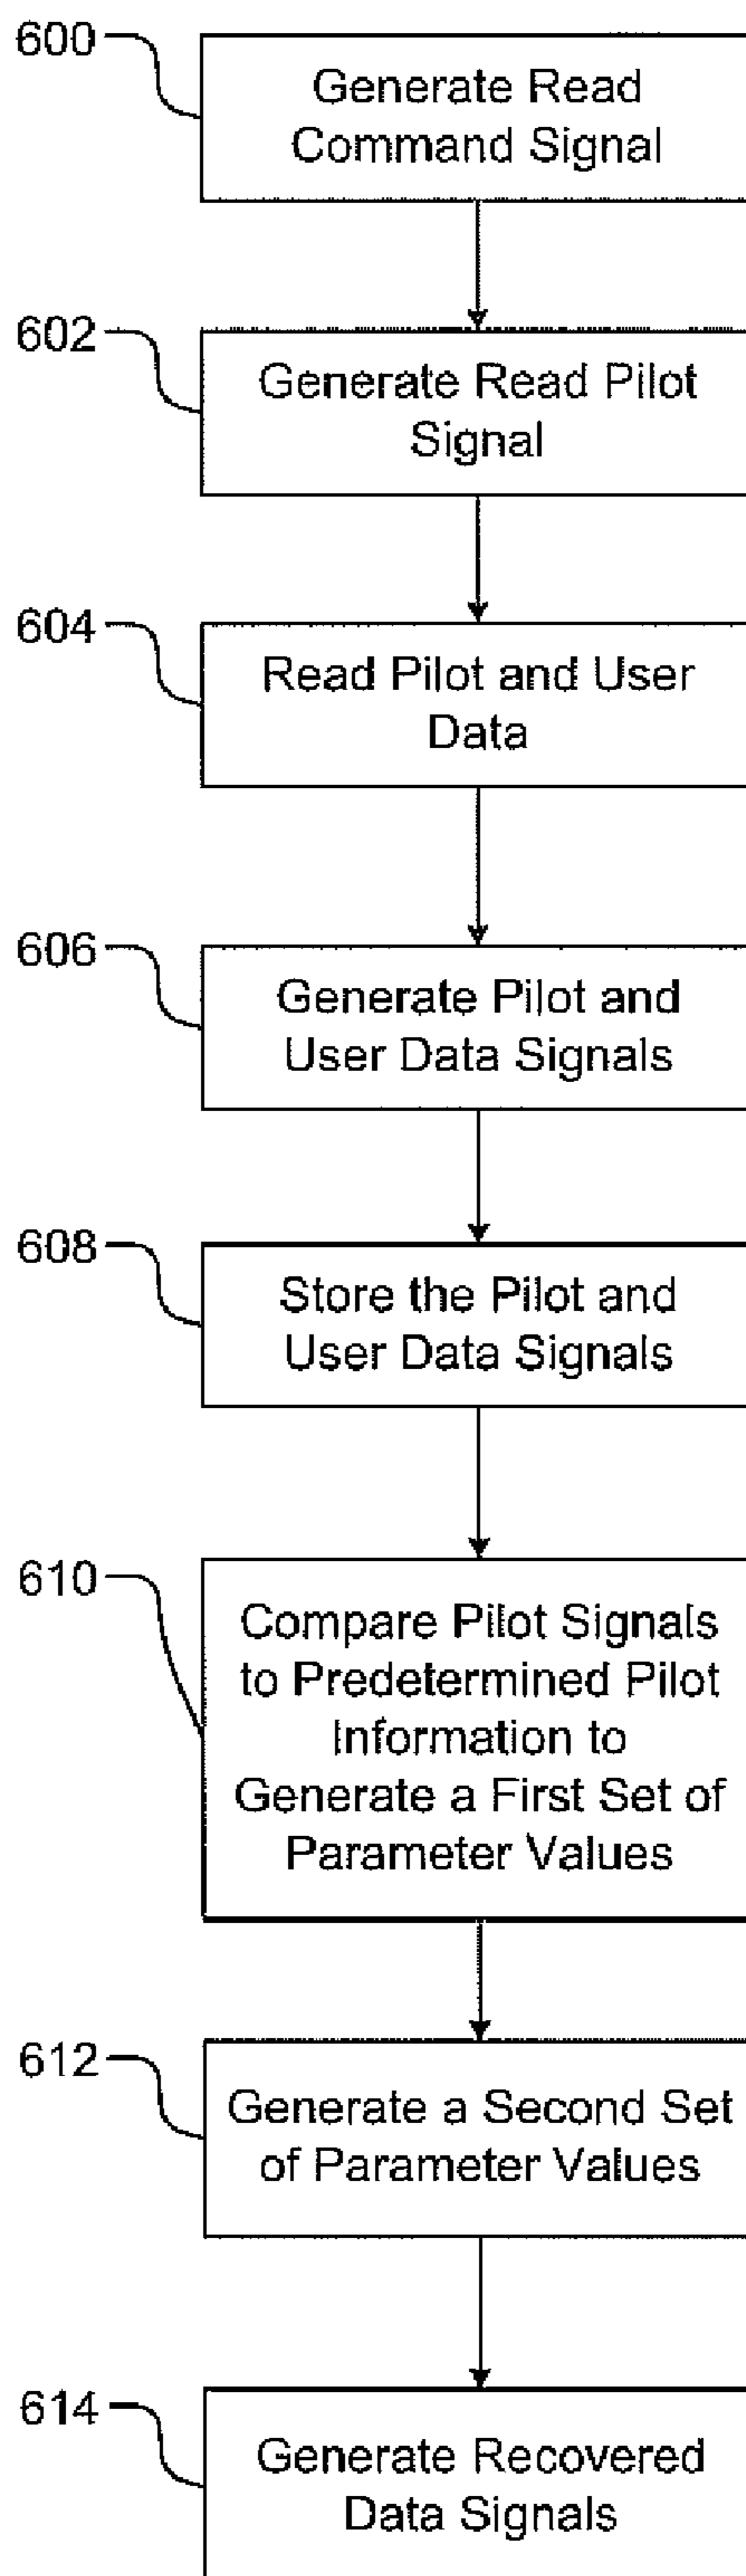 600
Generate Read
Command Signal
602
Generate Read Pilot
Signal
604
Read Pilot and User
Data
606
Generate Pilot and
User Data Signals
608
Store the Pilot and
User Data Signals
610
Compare Pilot Signals
to Predetermined Pilot
Information to
Generate a First Set of
Parameter Values
612
Generate a Second Set
of Parameter Values
614
Generate Recovered
Data Signals